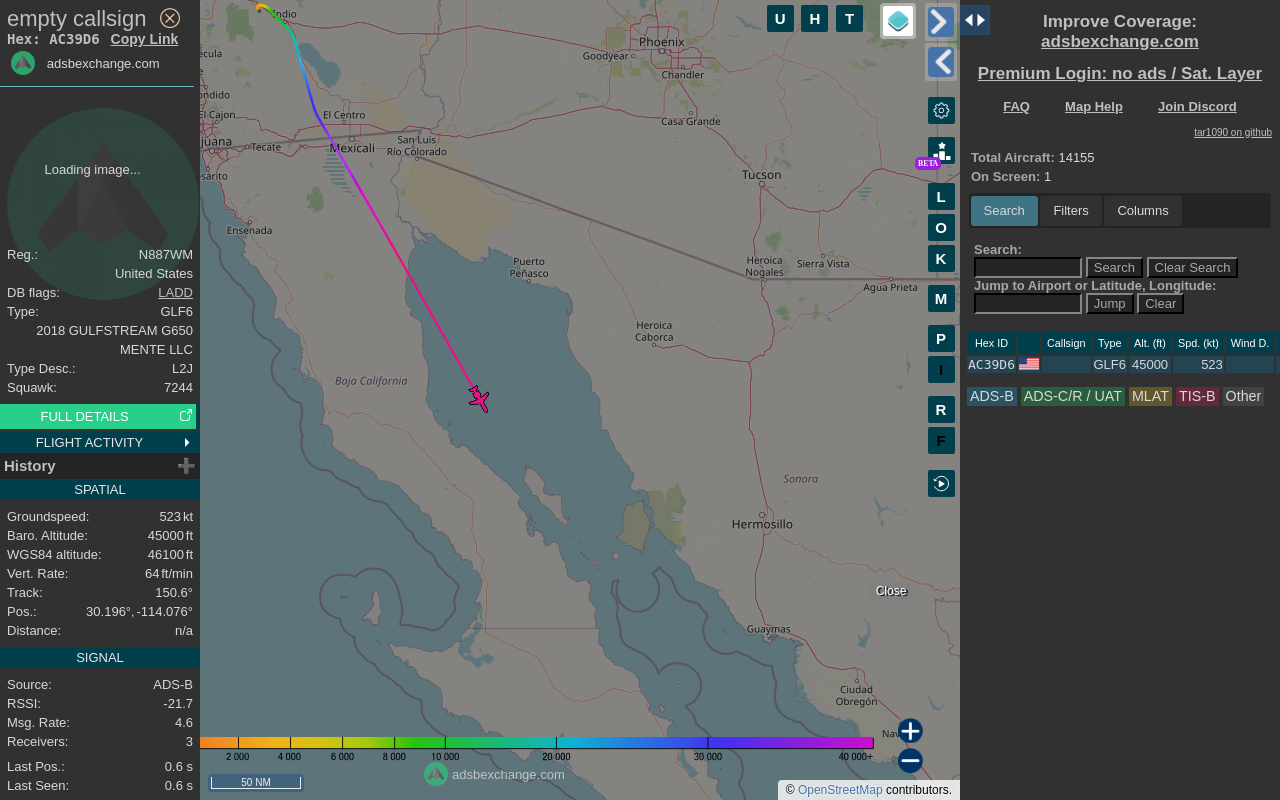 empty callsign
Hex: AC39D6 Copy Link
adsbexchange.com
Loading image...
Reg.: N887WM
United States
DB flags: LADD
Type: GLF6
2018 GULFSTREAM G650
MENTE LLC
Type Desc.: L2J
Squawk: 7244
FULL DETAILS
FLIGHT ACTIVITY
History
SPATIAL
Groundspeed: 523 kt
Baro. Altitude: 45000 ft
WGS84 altitude: 46100 ft
Vert. Rate: 64 ft/min
Track: 150.6°
Pos.: 30.196°, -114.076°
Distance: n/a
SIGNAL
Source: ADS-B
RSSI: -21.7
Msg. Rate: 4.6
Receivers: 3
Last Pos.: 0.6 s
Last Seen: 0.6 s
Indio
ecula
ondido
El Cajon
juana
Tecate
osarito
Ensenada
El Centro
Mexicali
San Luis
Río Colorado
Phoenix
Goodyear
Chandler
Casa Grande
Tucson
Puerto
Peñasco
Heroica
Nogales
Sierra Vista
Agua Prieta
Heroica
Caborca
Baja California
Sonora
Hermosillo
Guaymas
Ciudad
Obregón
Nav
U H T
BETA
L
O
K
M
P
I
R
F
Close
2 000 4 000 6 000 8 000 10 000 20 000 30 000 40 000+
50 NM
adsbexchange.com
© OpenStreetMap contributors.
Improve Coverage:
adsbexchange.com
Premium Login: no ads / Sat. Layer
FAQ Map Help Join Discord
tar1090 on github
Total Aircraft: 14155
On Screen: 1
Search Filters Columns
Search:
Search Clear Search
Jump to Airport or Latitude, Longitude:
Jump Clear
Hex ID Callsign Type Alt. (ft) Spd. (kt) Wind D.
AC39D6 GLF6 45000 523
ADS-B ADS-C/R / UAT MLAT TIS-B Other